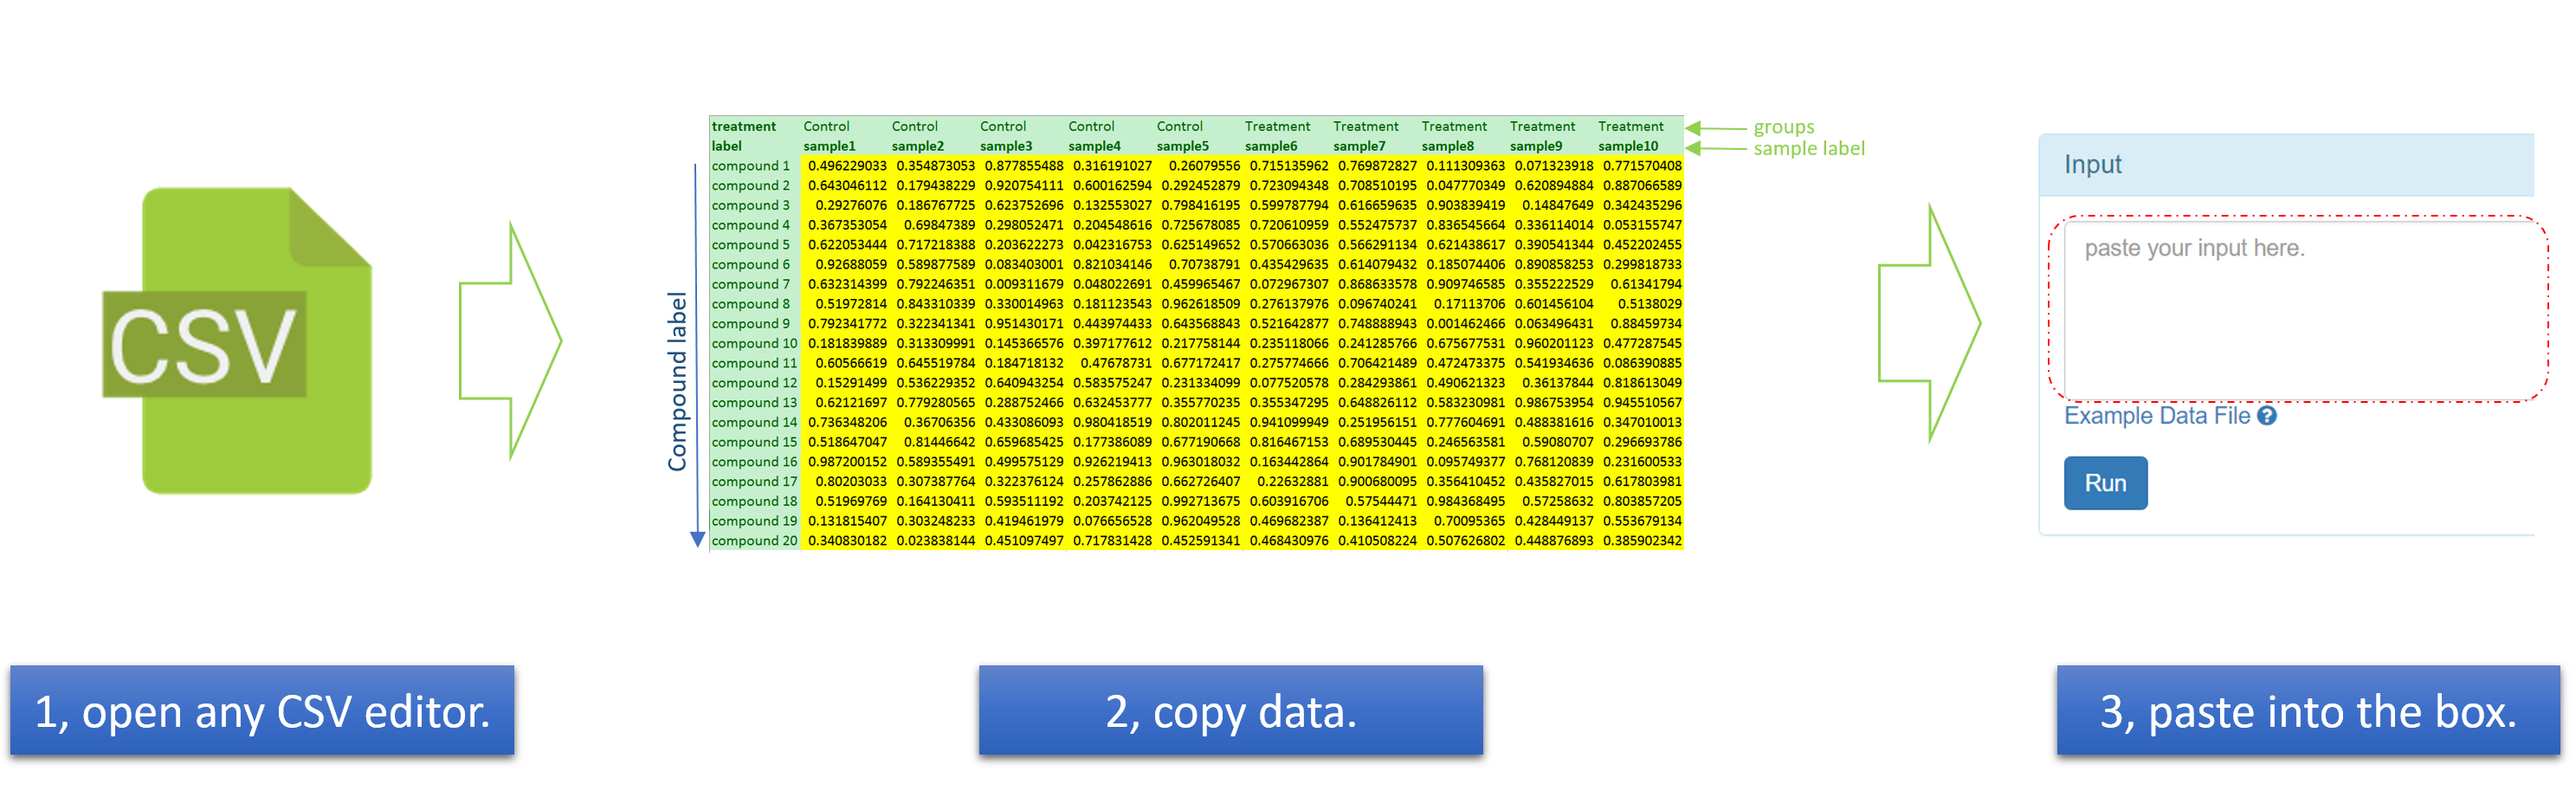 CSV
1, open any CSV editor.
Compound label
treatment Control Control Control Control Control Treatment Treatment Treatment Treatment Treatment
label sample1 sample2 sample3 sample4 sample5 sample6 sample7 sample8 sample9 sample10
compound 1 0.496229033 0.354873053 0.877855488 0.316191027 0.26079556 0.715135962 0.769872827 0.111309363 0.071323918 0.771570408
compound 2 0.643046112 0.179438229 0.920754111 0.600162594 0.292452879 0.723094348 0.708510195 0.047770349 0.620894884 0.887066589
compound 3 0.29276076 0.186767725 0.623752696 0.132553027 0.798416195 0.599787794 0.616659635 0.903839419 0.14847649 0.342435296
compound 4 0.367353054 0.69847389 0.298052471 0.204548616 0.725678085 0.720610959 0.552475737 0.836545664 0.336114014 0.053155747
compound 5 0.622053444 0.717218388 0.203622273 0.042316753 0.625149652 0.570663036 0.566291134 0.621438617 0.390541344 0.452202455
compound 6 0.92688059 0.589877589 0.083403001 0.821034146 0.70738791 0.435429635 0.614079432 0.185074406 0.890858253 0.299818733
compound 7 0.632314399 0.792246351 0.009311679 0.048022691 0.459965467 0.072967307 0.868633578 0.909746585 0.355222529 0.61341794
compound 8 0.51972814 0.843310339 0.330014963 0.181123543 0.962618509 0.276137976 0.096740241 0.17113706 0.601456104 0.5138029
compound 9 0.792341772 0.322341341 0.951430171 0.443974433 0.643568843 0.521642877 0.748888943 0.001462466 0.063496431 0.88459734
compound 10 0.181839889 0.313309991 0.145366576 0.397177612 0.217758144 0.235118066 0.241285766 0.675677531 0.960201123 0.477287545
compound 11 0.60566619 0.645519784 0.184718132 0.47678731 0.677172417 0.275774666 0.706421489 0.472473375 0.541934636 0.086390885
compound 12 0.15291499 0.536229352 0.640943254 0.583575247 0.231334099 0.077520578 0.284293861 0.490621323 0.36137844 0.818613049
compound 13 0.62121697 0.779280565 0.288752466 0.632453777 0.355770235 0.355347295 0.648826112 0.583230981 0.986753954 0.945510567
compound 14 0.736348206 0.36706356 0.433086093 0.980418519 0.802011245 0.941099949 0.251956151 0.777604691 0.488381616 0.347010013
compound 15 0.518647047 0.81446642 0.659685425 0.177386089 0.677190668 0.816467153 0.689530445 0.246563581 0.59080707 0.296693786
compound 16 0.987200152 0.589355491 0.499575129 0.926219413 0.963018032 0.163442864 0.901784901 0.095749377 0.768120839 0.231600533
compound 17 0.80203033 0.307387764 0.322376124 0.257862886 0.662726407 0.22632881 0.900680095 0.356410452 0.435827015 0.617803981
compound 18 0.51969769 0.164130411 0.593511192 0.203742125 0.992713675 0.603916706 0.57544471 0.984368495 0.57258632 0.803857205
compound 19 0.131815407 0.303248233 0.419461979 0.076656528 0.962049528 0.469682387 0.136412413 0.70095365 0.428449137 0.553679134
compound 20 0.340830182 0.023838144 0.451097497 0.717831428 0.452591341 0.468430976 0.410508224 0.507626802 0.448876893 0.385902342
groups
sample label
2, copy data.
Input
paste your input here.
Example Data File ?
Run
3, paste into the box.